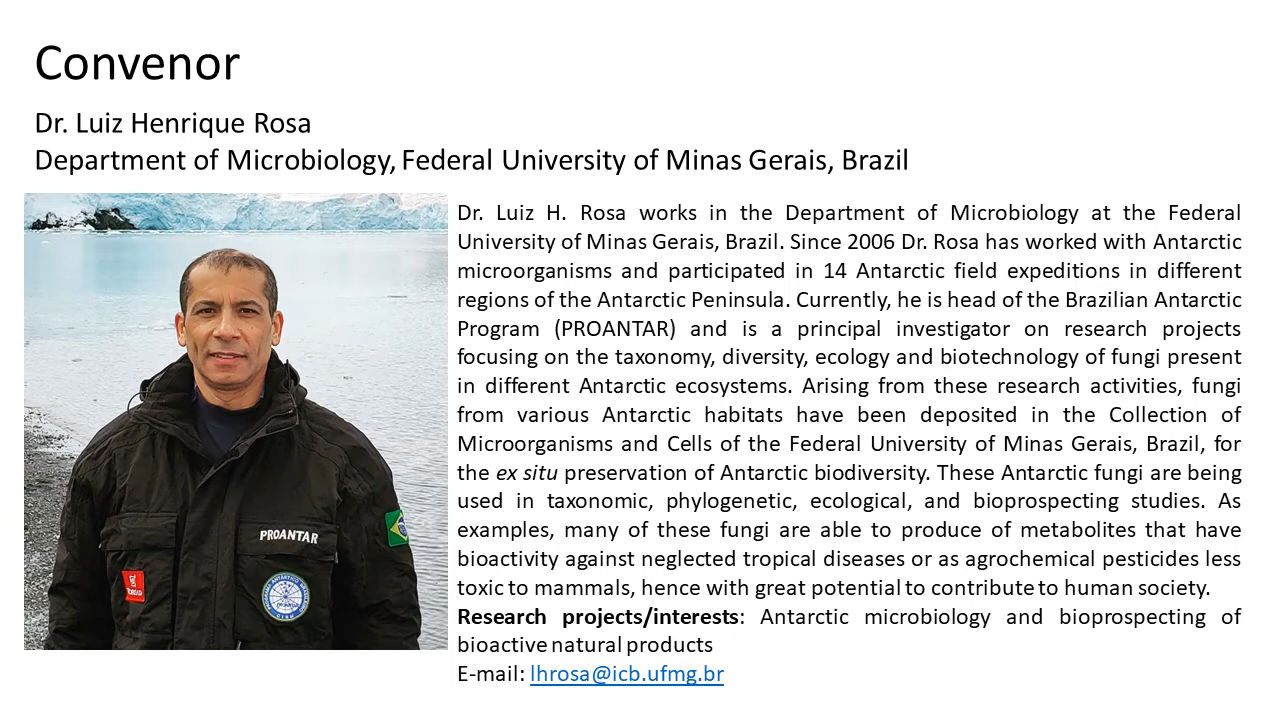 Convenor
Dr. Luiz Henrique Rosa
Department of Microbiology, Federal University of Minas Gerais, Brazil
Dr. Luiz H. Rosa works in the Department of Microbiology at the Federal
University of Minas Gerais, Brazil. Since 2006 Dr. Rosa has worked with Antarctic
microorganisms and participated in 14 Antarctic field expeditions in different
regions of the Antarctic Peninsula. Currently, he is head of the Brazilian Antarctic
Program (PROANTAR) and is a principal investigator on research projects
focusing on the taxonomy, diversity, ecology and biotechnology of fungi present
in different Antarctic ecosystems. Arising from these research activities, fungi
from various Antarctic habitats have been deposited in the Collection of
Microorganisms and Cells of the Federal University of Minas Gerais, Brazil, for
the ex situ preservation of Antarctic biodiversity. These Antarctic fungi are being
used in taxonomic, phylogenetic, ecological, and bioprospecting studies. As
examples, many of these fungi are able to produce of metabolites that have
bioactivity against neglected tropical diseases or as agrochemical pesticides less
toxic to mammals, hence with great potential to contribute to human society.
Research projects/interests: Antarctic microbiology and bioprospecting of
bioactive natural products
E-mail: lhrosa@icb.ufmg.br
PROANTAR